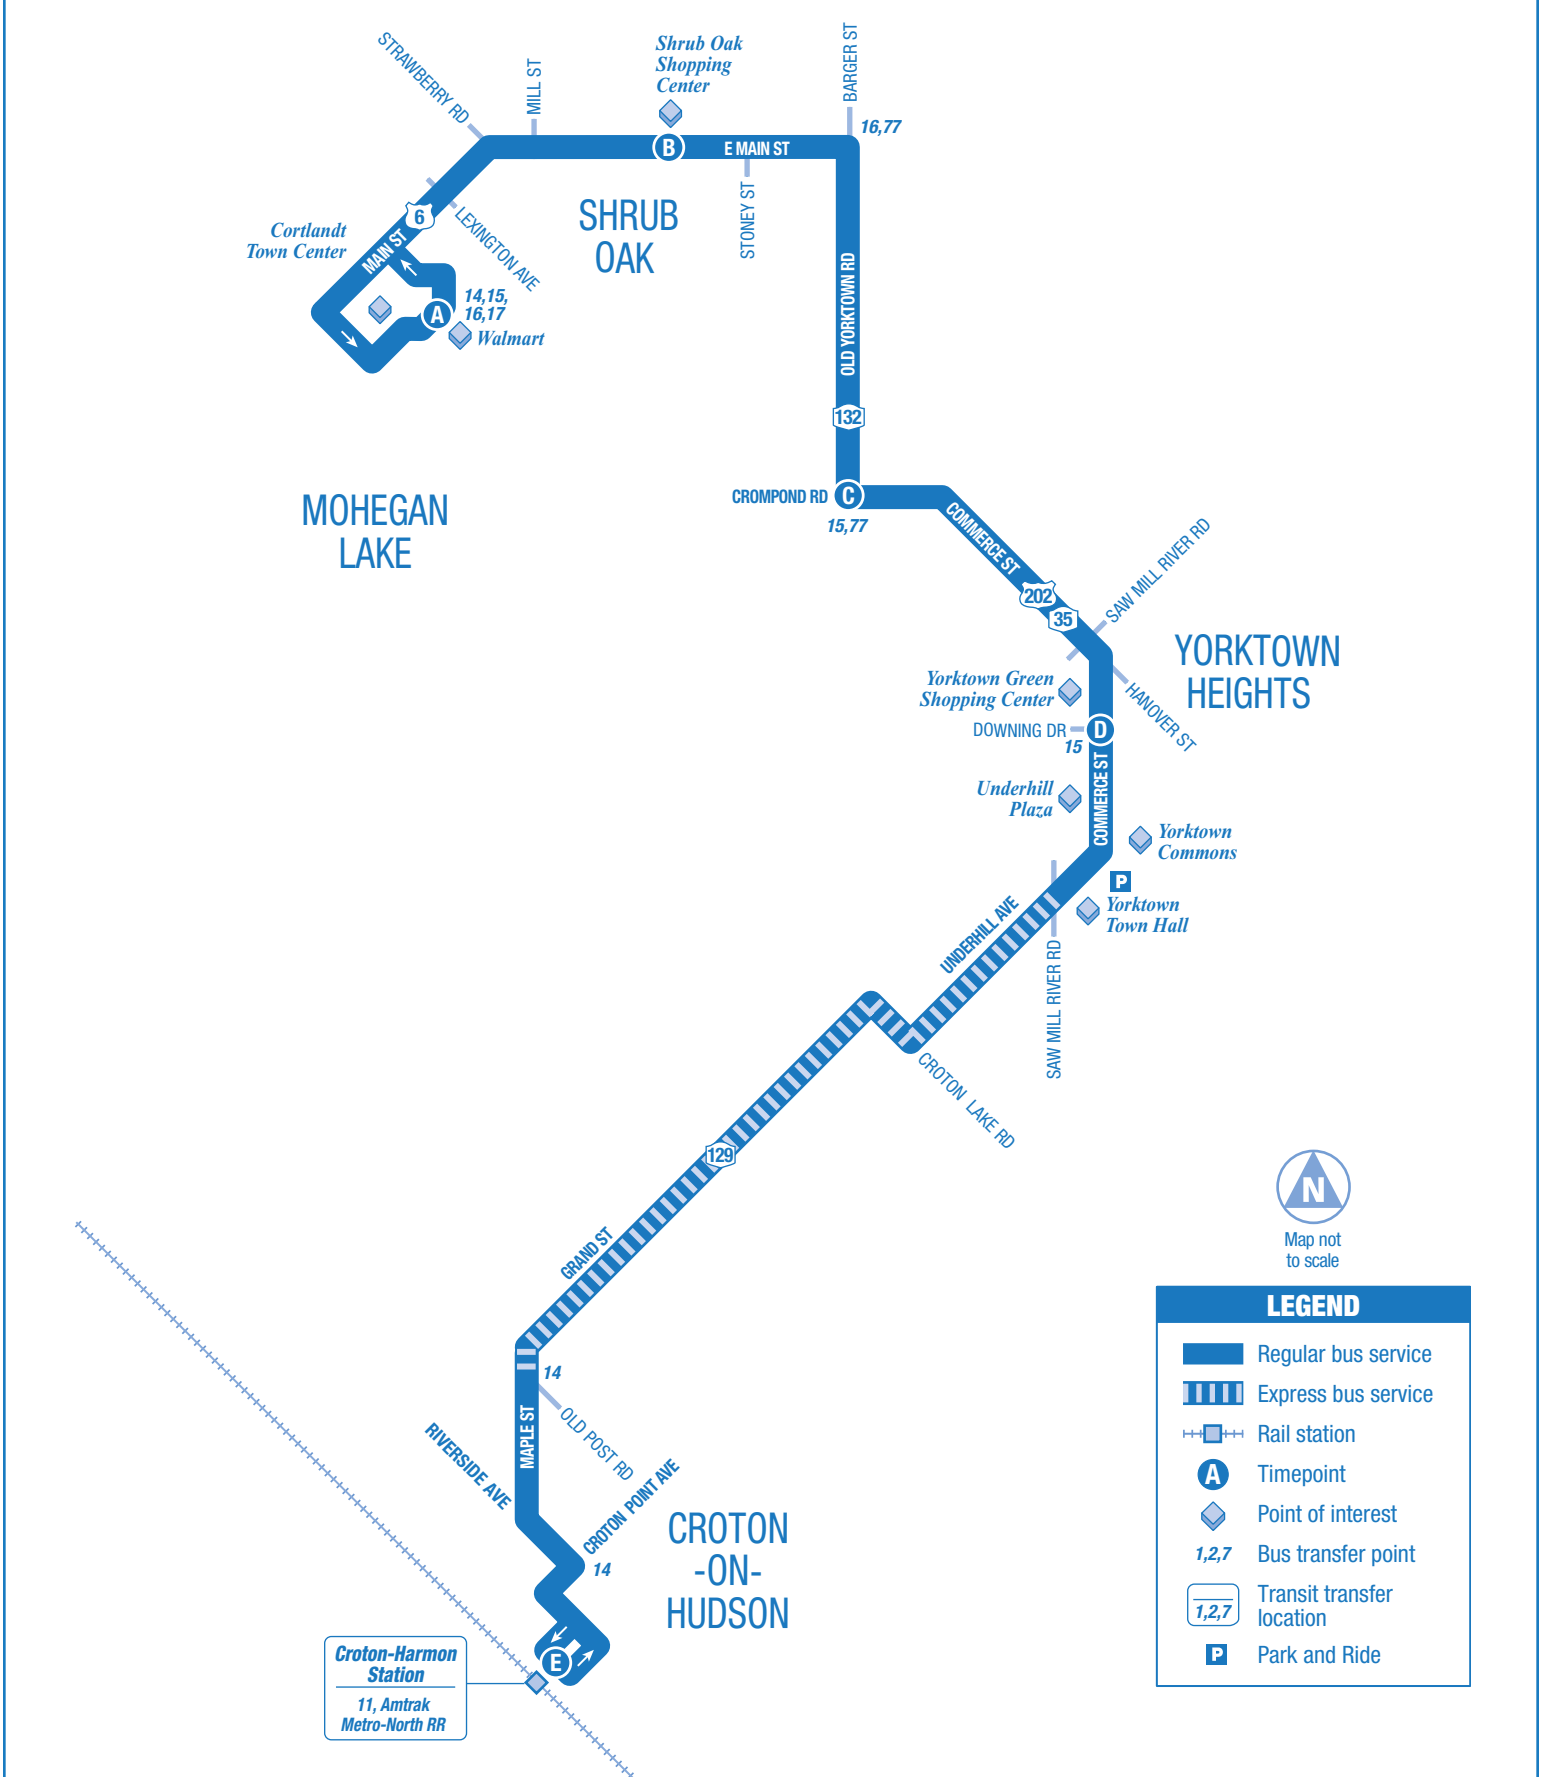 STRAWBERRY RD
MILL ST
Shrub Oak
Shopping
Center
BARGER ST
16,77
B
E MAIN ST
STONEY ST
SHRUB
OAK
6
LEXINGTON AVE
Cortlandt
Town Center
MAIN ST
14,15,
16,17
A
Walmart
OLD YORKTOWN RD
132
MOHEGAN
LAKE
CROMPOND RD
C
15,77
COMMERCE ST
202
35
SAW MILL RIVER RD
YORKTOWN
HEIGHTS
Yorktown Green
Shopping Center
HANOVER ST
DOWNING DR
D
15
COMMERCE ST
Underhill
Plaza
Yorktown
Commons
P
Yorktown
Town Hall
UNDERHILL AVE
SAW MILL RIVER RD
CROTON LAKE RD
129
GRAND ST
14
OLD POST RD
MAPLE ST
RIVERSIDE AVE
CROTON POINT AVE
14
CROTON
-ON-
HUDSON
E
Croton-Harmon
Station
11, Amtrak
Metro-North RR
N
Map not
to scale
LEGEND
Regular bus service
Express bus service
Rail station
A Timepoint
Point of interest
1,2,7 Bus transfer point
Transit transfer
1,2,7 location
P Park and Ride